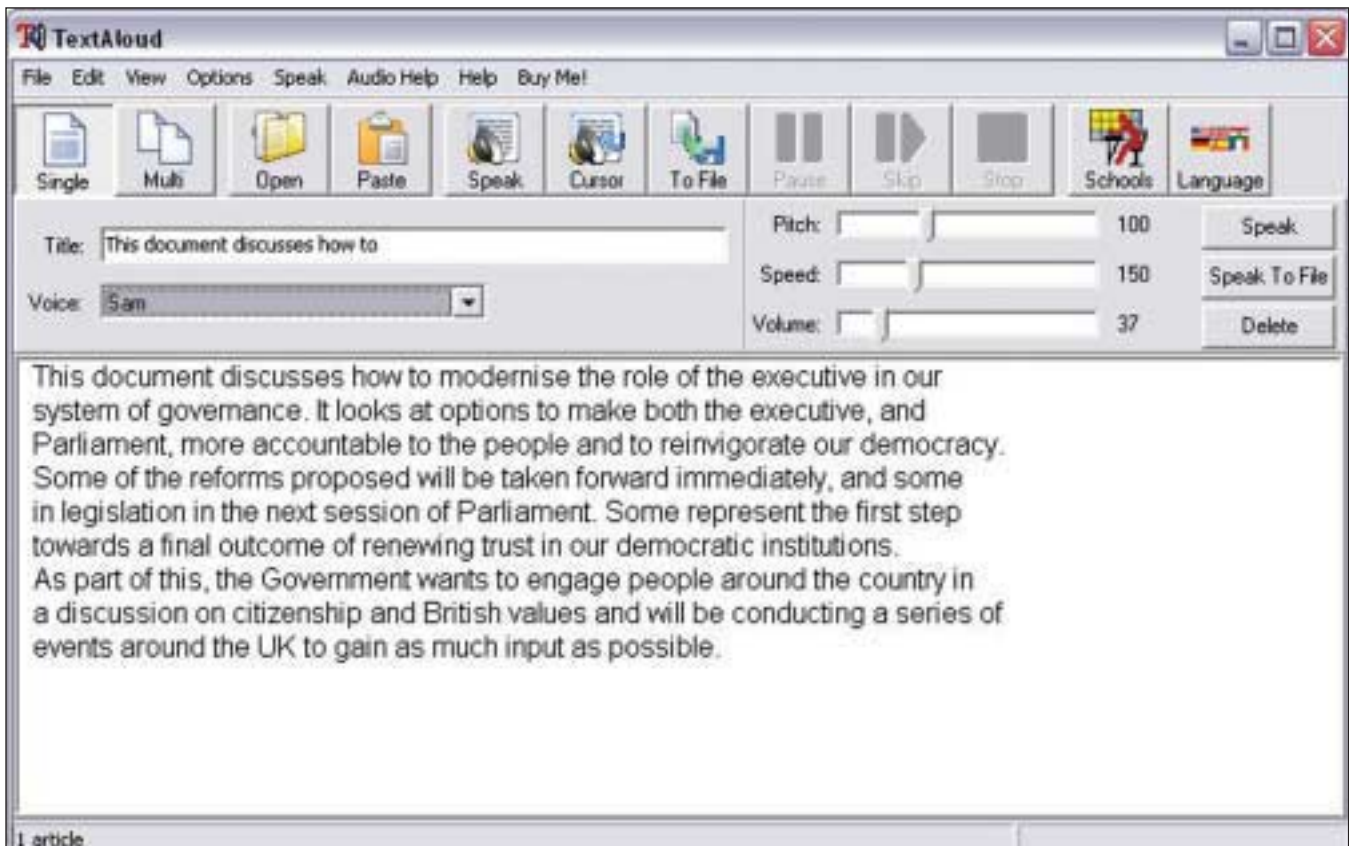 TextAloud
File Edit View Options Speak Audio Help Help Buy Me!
Single Multi Open Paste Speak Cursor To File Pause Skip Stop Schools Language
Title: This document discusses how to
Voice: Sam
Pitch: 100
Speed: 150
Volume: 37
Speak
Speak To File
Delete
This document discusses how to modernise the role of the executive in our
system of governance. It looks at options to make both the executive, and
Parliament, more accountable to the people and to reinvigorate our democracy.
Some of the reforms proposed will be taken forward immediately, and some
in legislation in the next session of Parliament. Some represent the first step
towards a final outcome of renewing trust in our democratic institutions.
As part of this, the Government wants to engage people around the country in
a discussion on citizenship and British values and will be conducting a series of
events around the UK to gain as much input as possible.
1 article